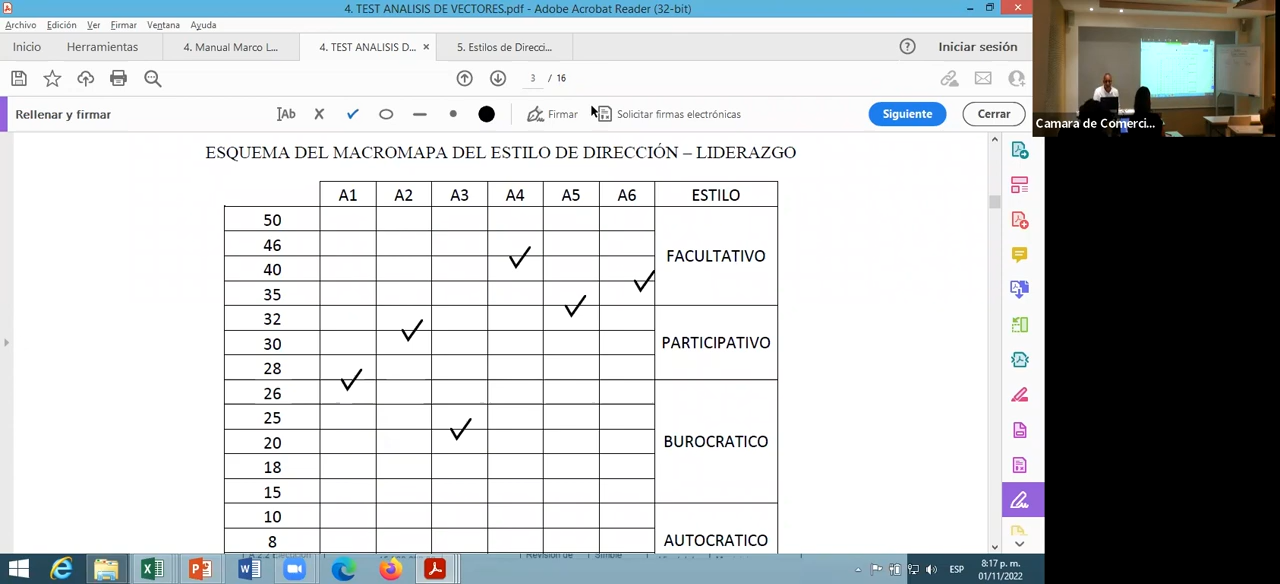 4. TEST ANALISIS DE VECTORES.pdf - Adobe Acrobat Reader (32-bit)
Archivo Edición Ver Firmar Ventana Ayuda
Inicio Herramientas 4. Manual Marco L... 4. TEST ANALISIS D... × 5. Estilos de Direcci... Iniciar sesión
3 / 16
Rellenar y firmar Firmar Solicitar firmas electrónicas Siguiente Cerrar
Camara de Comerci...
ESQUEMA DEL MACROMAPA DEL ESTILO DE DIRECCIÓN – LIDERAZGO
A1 A2 A3 A4 A5 A6 ESTILO
50
46
FACULTATIVO
40
35
32
30
PARTICIPATIVO
28
26
25
20
BUROCRATICO
18
15
10
8
AUTOCRATICO
ESP
8:17 p. m.
01/11/2022